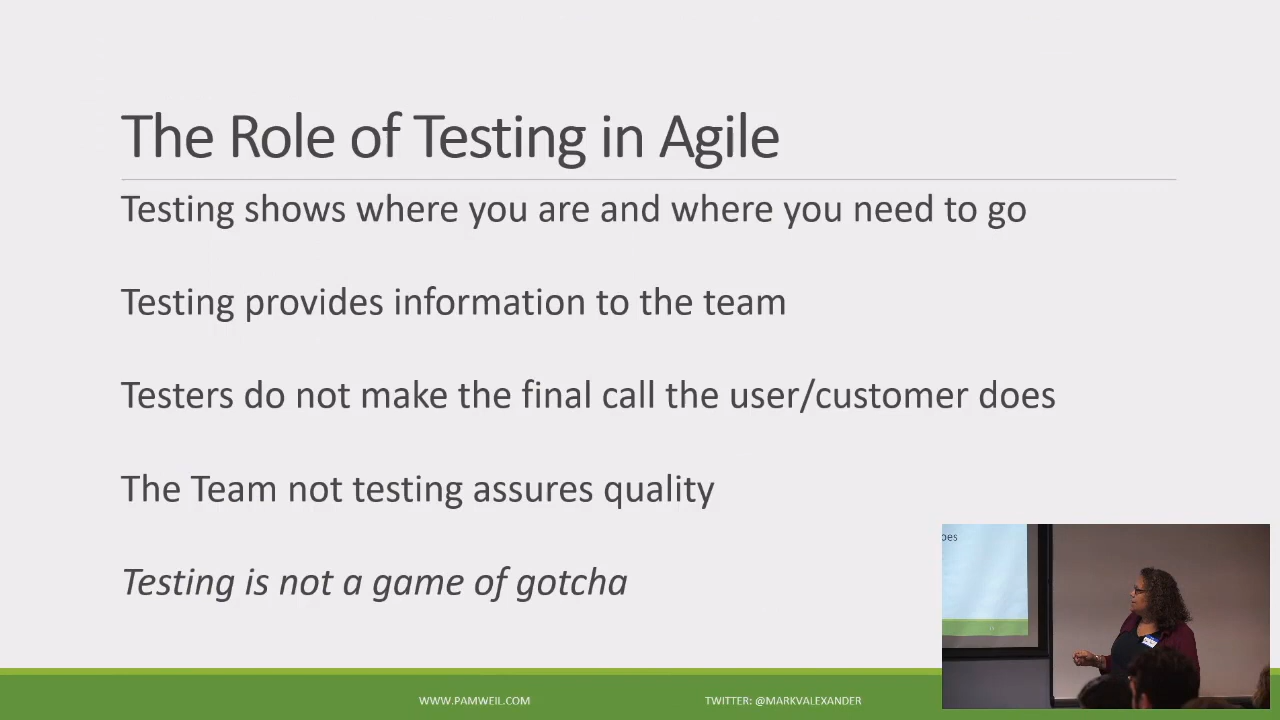 The Role of Testing in Agile
Testing shows where you are and where you need to go
Testing provides information to the team
Testers do not make the final call the user/customer does
The Team not testing assures quality
Testing is not a game of gotcha
WWW.PAMWEIL.COM
TWITTER: @MARKVALEXANDER
oes